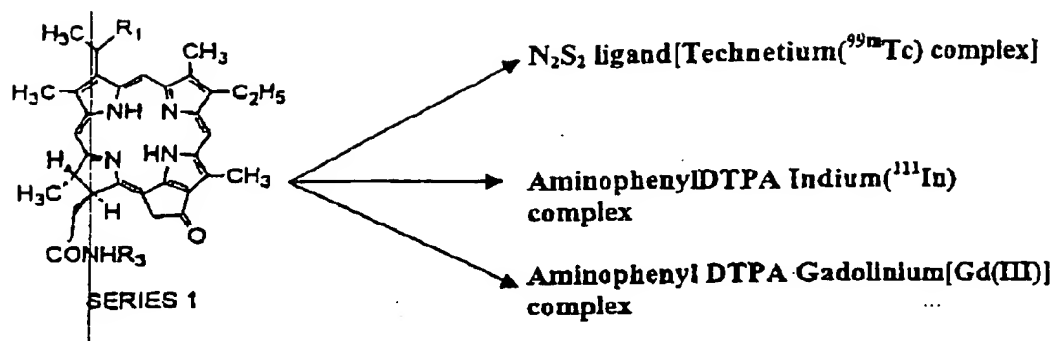 H₃C R₁
CH₃
H₃C
C₂H₅
NH N
N HN
H
H₃C
H
CH₃
O
CONHR₃
SERIES 1
N₂S₂ ligand[Technetium(⁹⁹ᵐTc) complex]
AminophenylDTPA Indium(¹¹¹In)
complex
Aminophenyl DTPA Gadolinium[Gd(III)]
complex ...